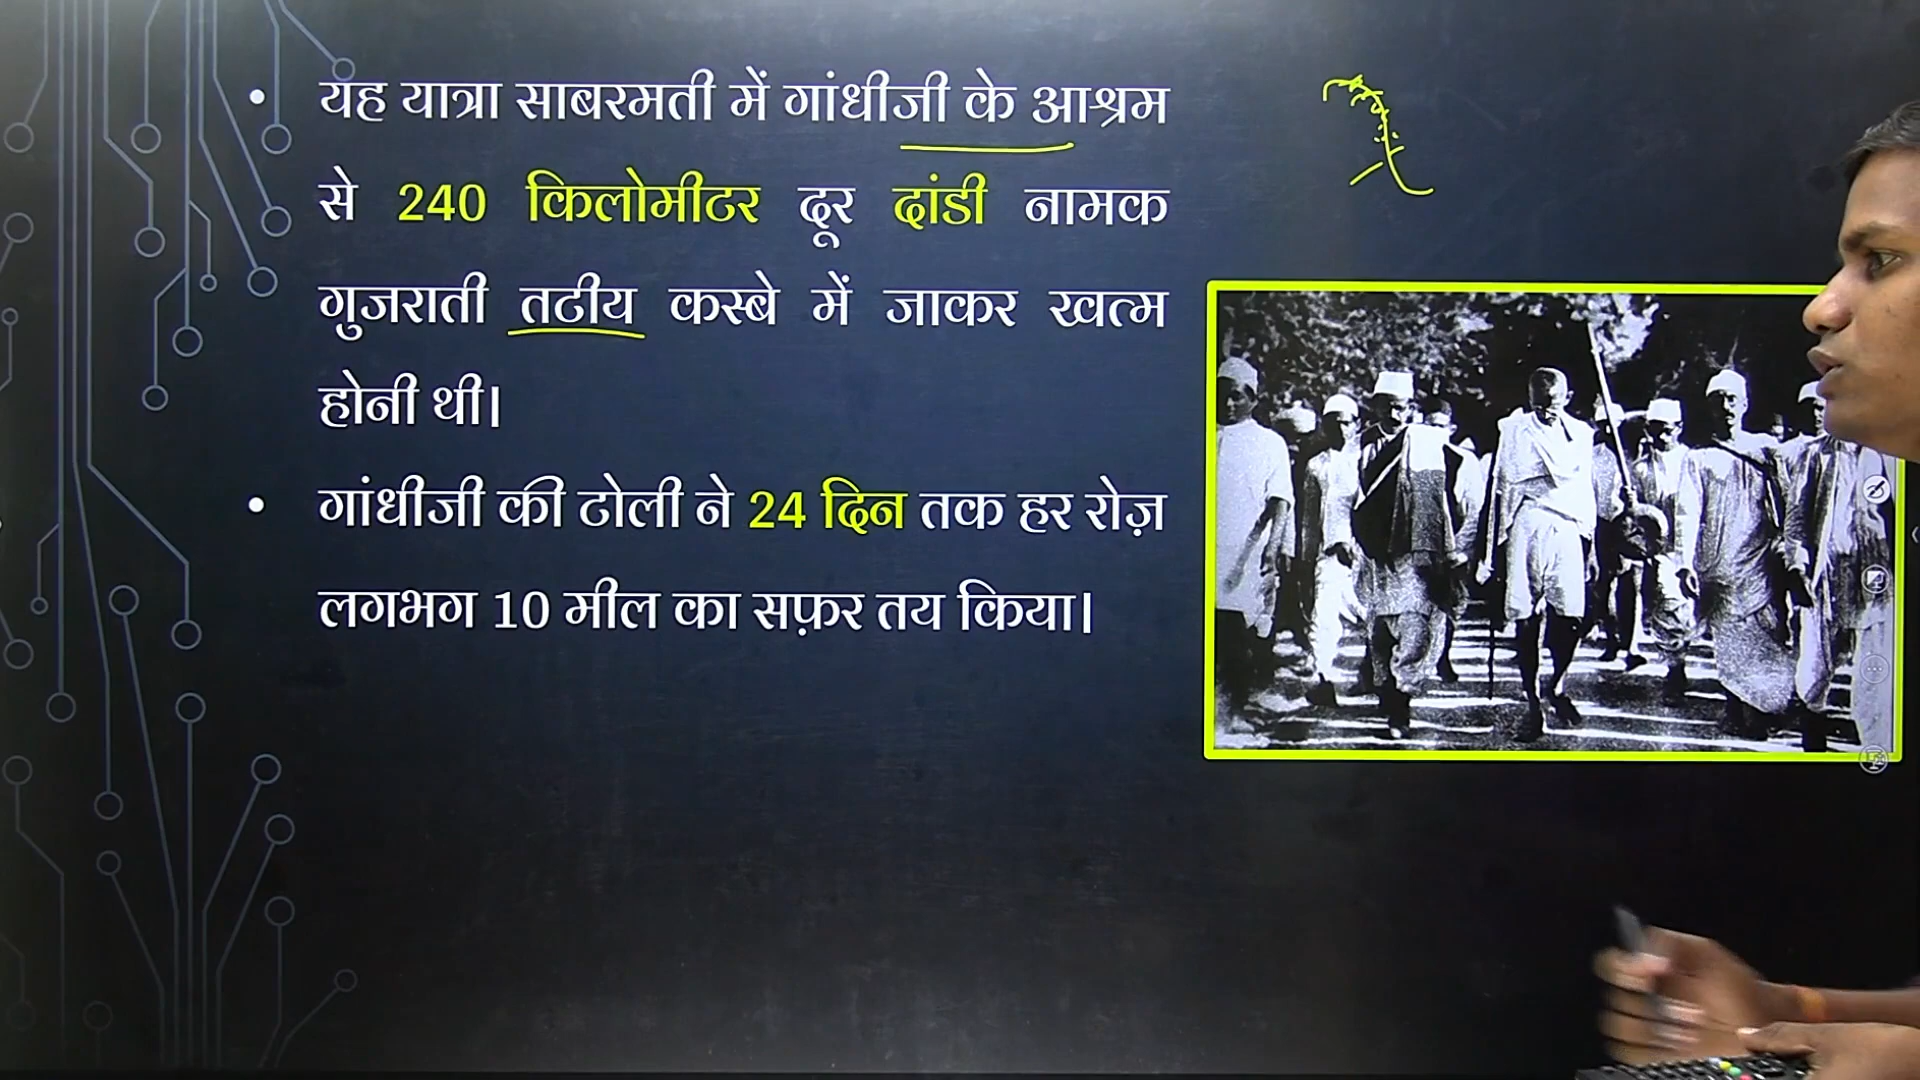 • यह यात्रा साबरमती में गांधीजी के आश्रम
से 240 किलोमीटर दूर दांडी नामक
गुजराती तटीय कस्बे में जाकर खत्म
होनी थी।
• गांधीजी की टोली ने 24 दिन तक हर रोज़
लगभग 10 मील का सफ़र तय किया।